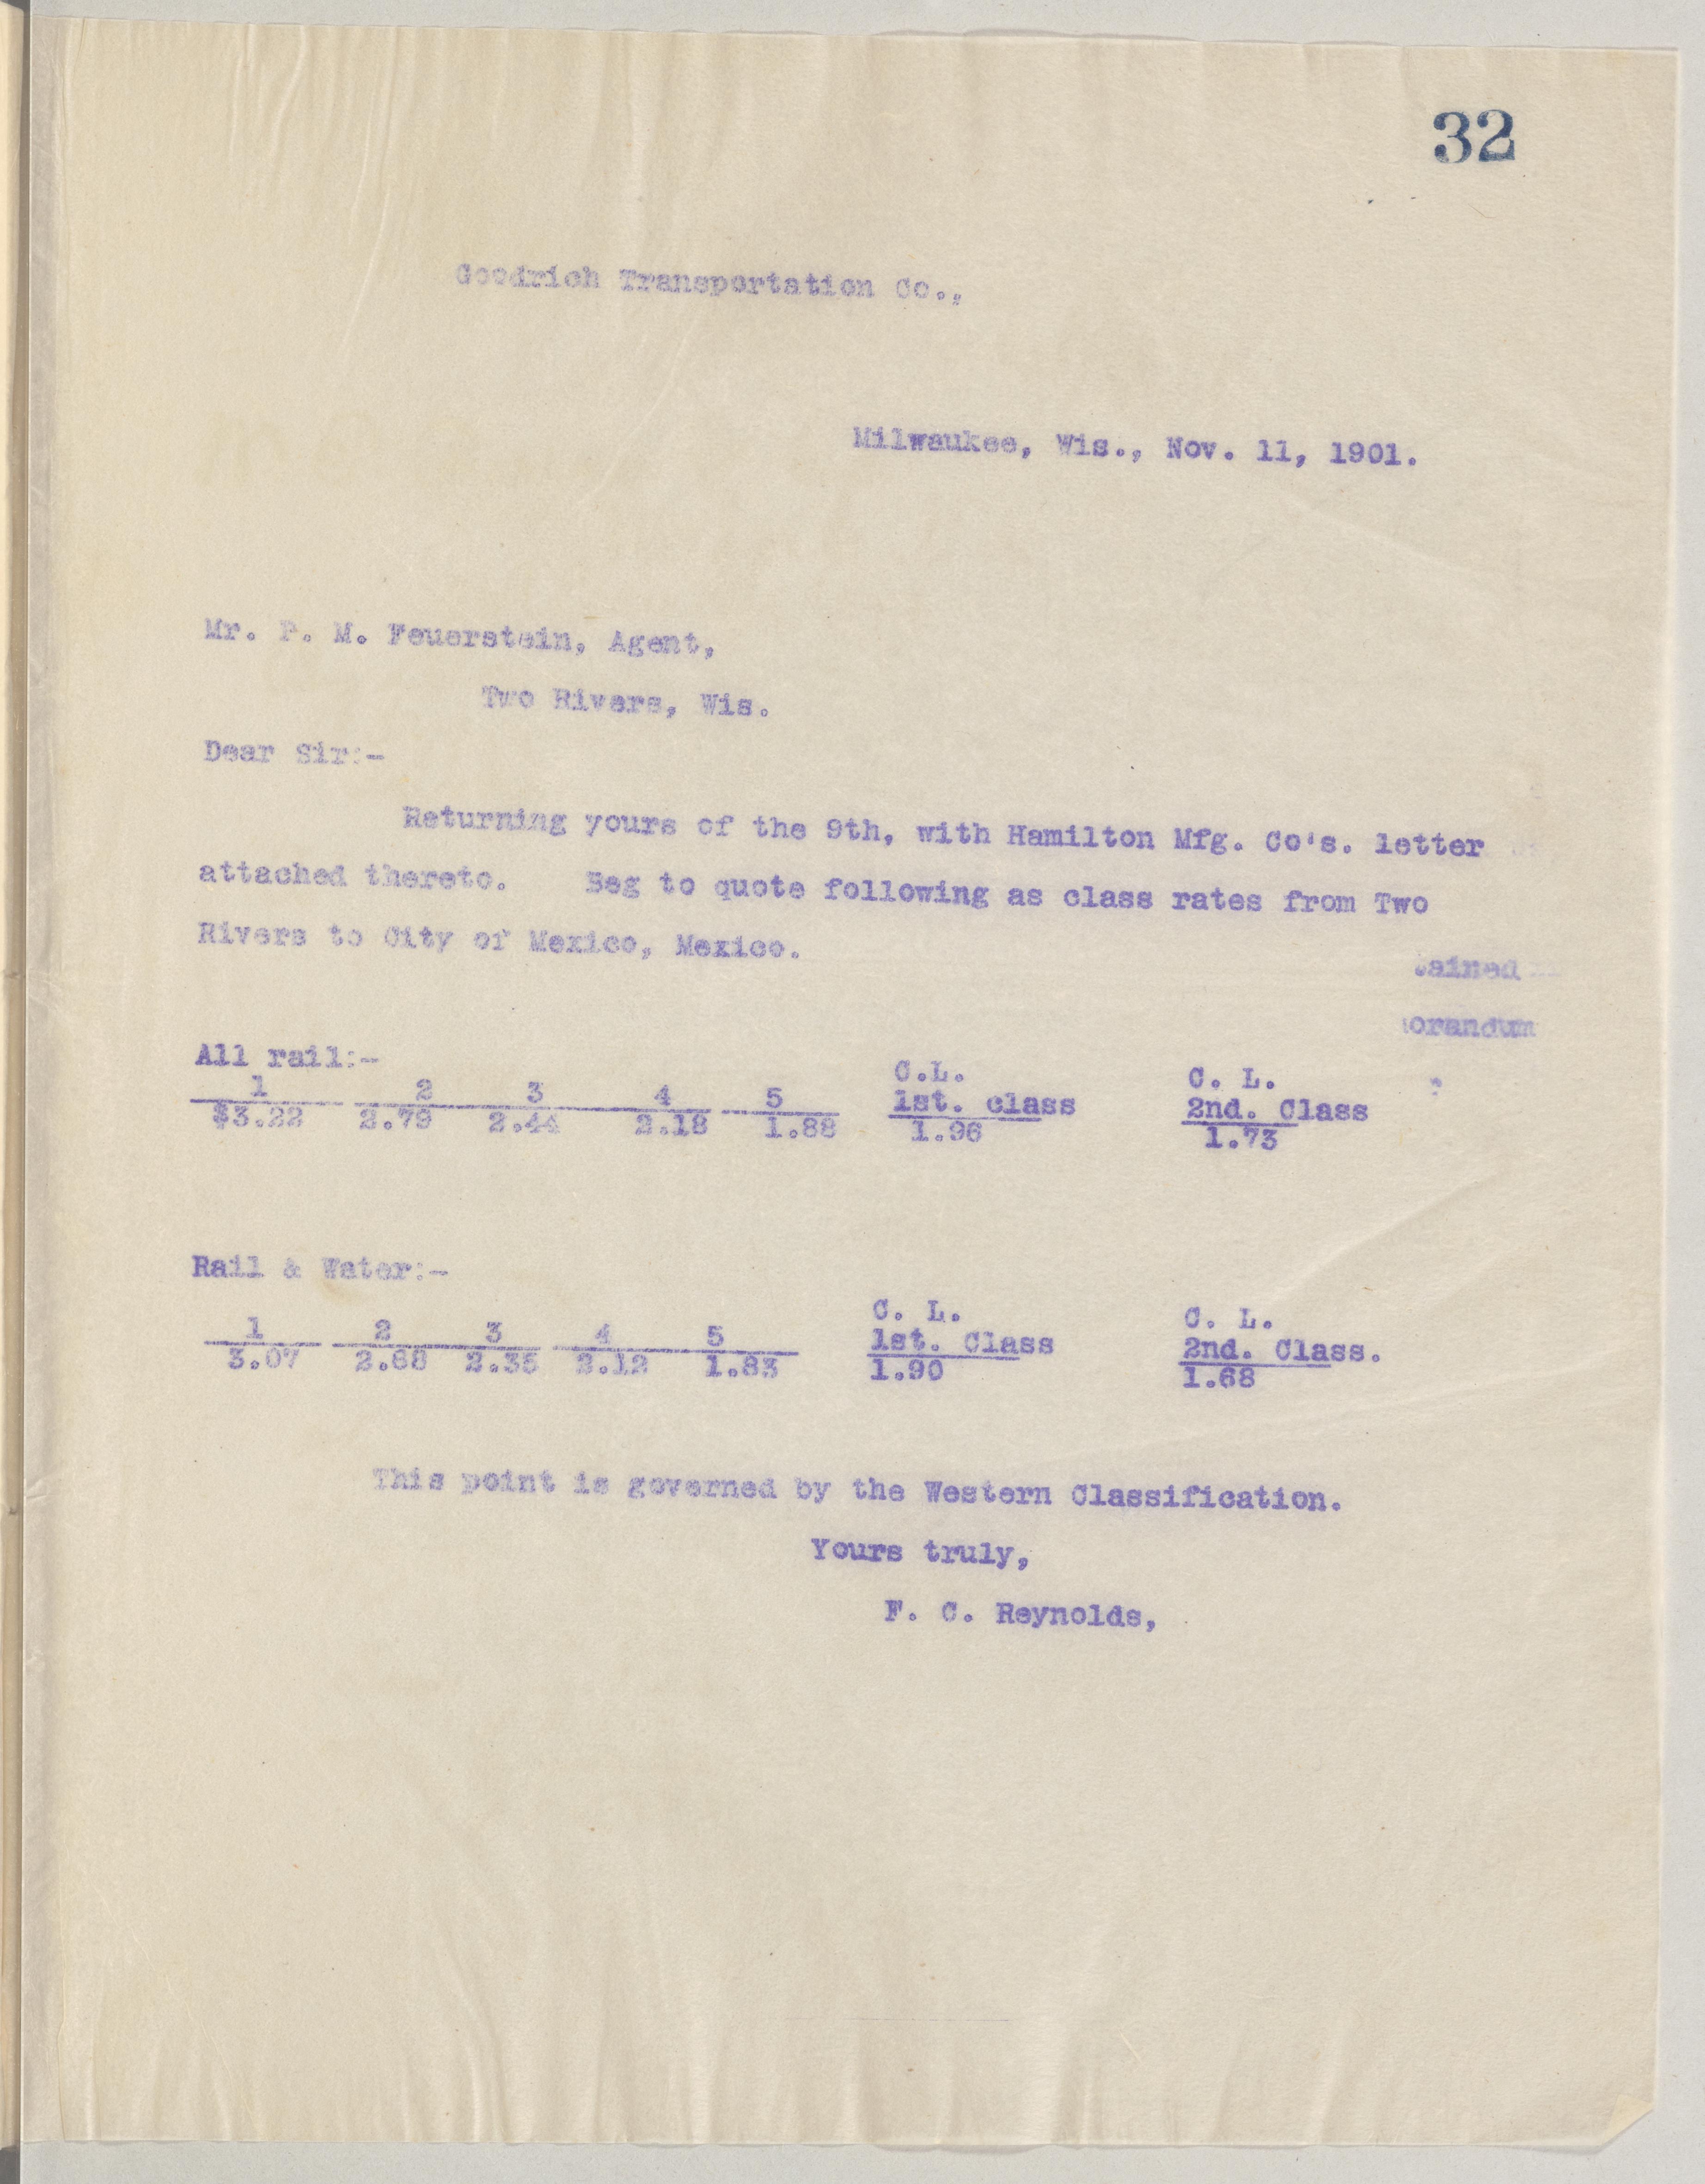 32
Goodrich Transportation Co.,
Milwaukee, Wis., Nov. 11, 1901.
Mr. P. M. Feuerstein, Agent,
Two Rivers, Wis.
Dear Sir:-
Returning yours of the 9th, with Hamilton Mfg. Co's. letter
attached thereto. Beg to quote following as class rates from Two
Rivers to City of Mexico, Mexico.
ained
orandum
All rail:-
C.L. C. L.
1 2 3 4 5 1st. class 2nd. Class
$3.22 2.79 2.44 2.18 1.88 1.96 1.73
Rail & Water:-
C. L. C. L.
1 2 3 4 5 1st. Class 2nd. Class.
3.07 2.68 2.35 2.12 1.83 1.90 1.68
This point is governed by the Western Classification.
Yours truly,
F. C. Reynolds,